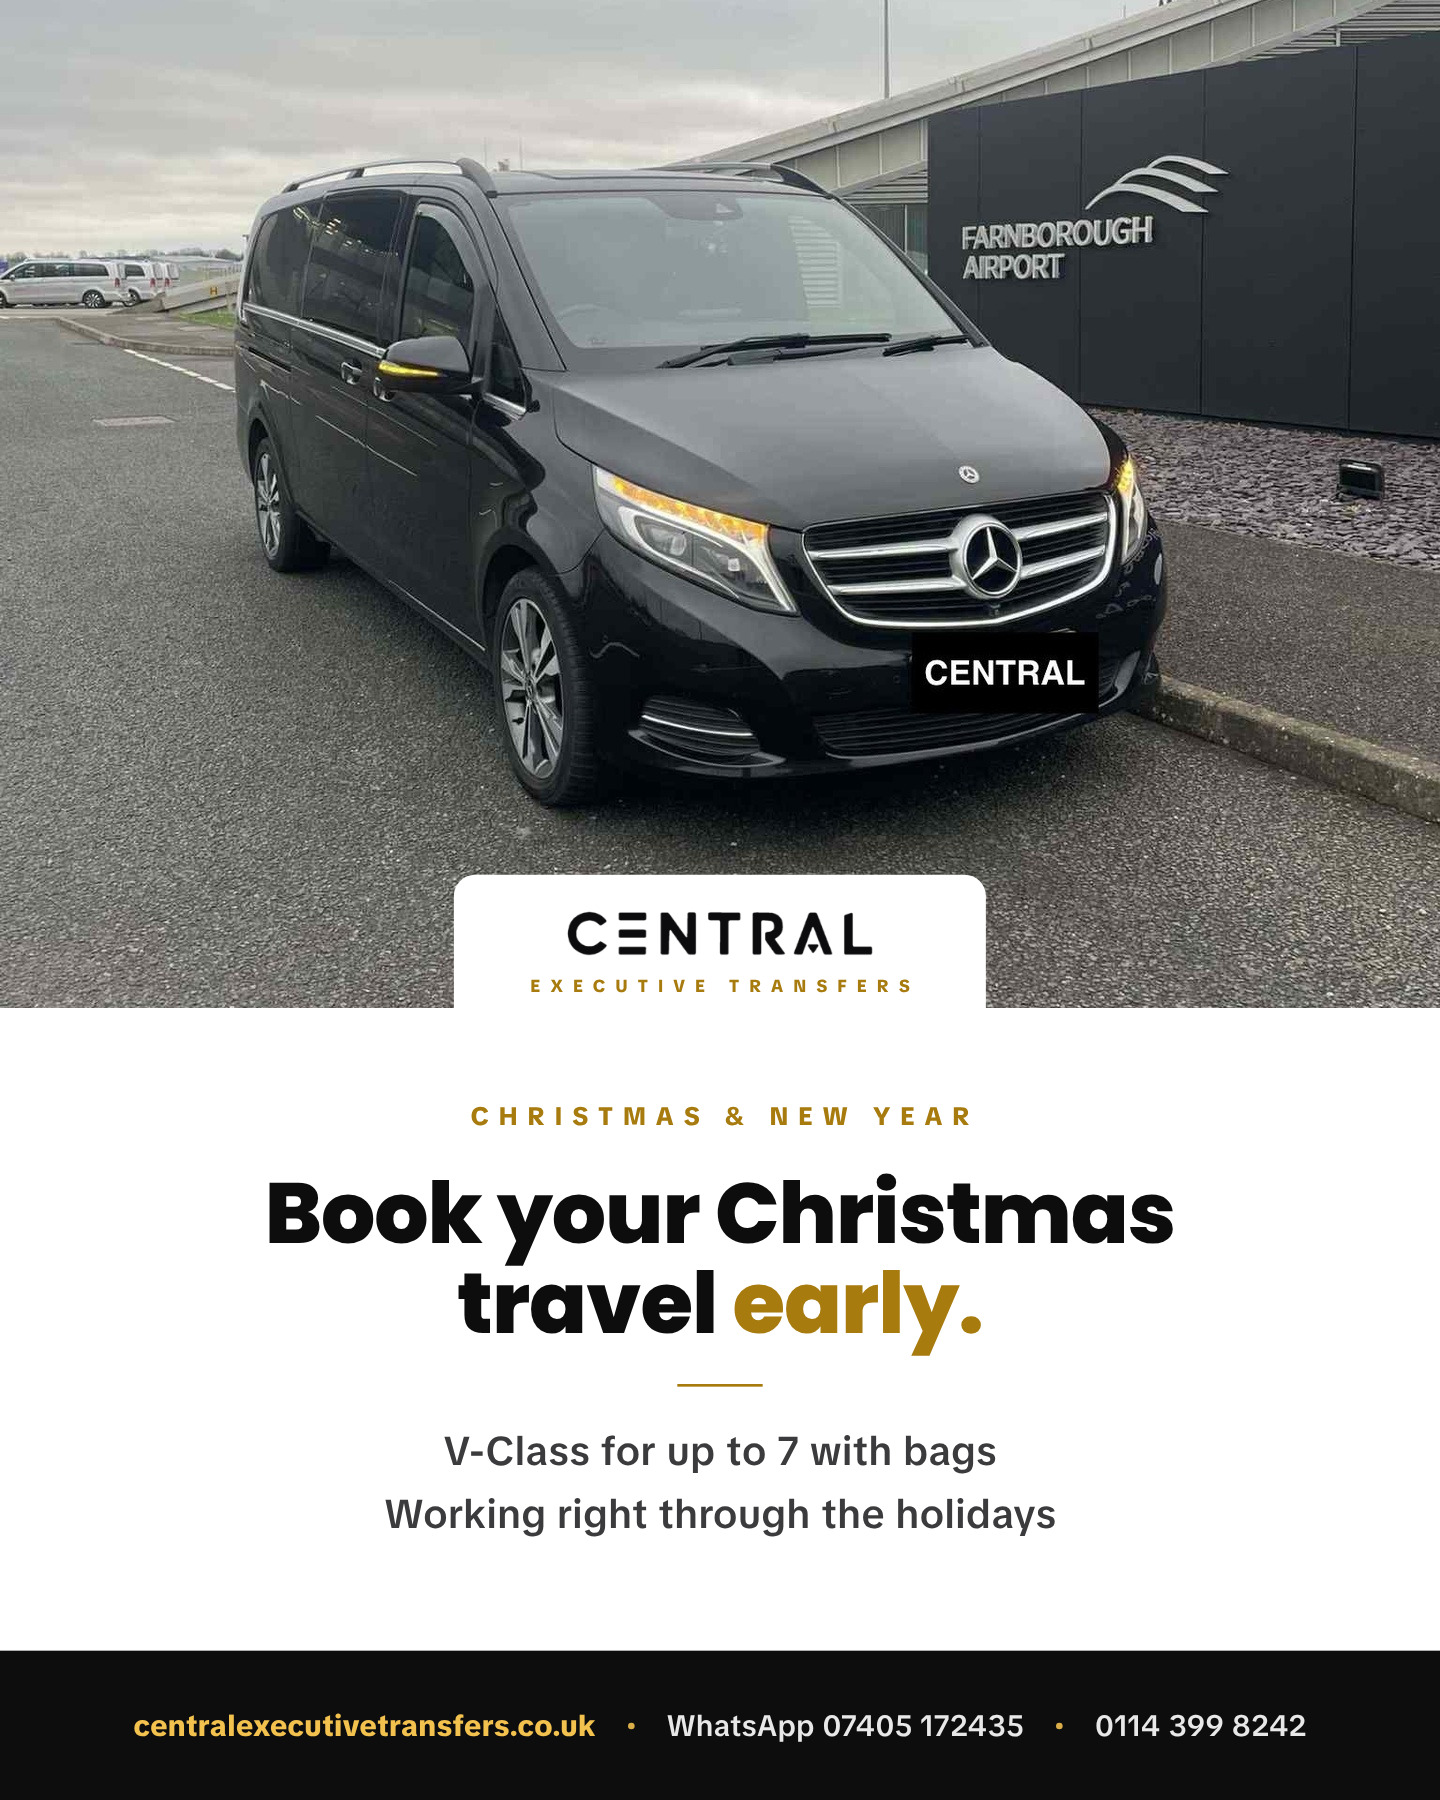 FARNBOROUGH
AIRPORT
CENTRAL
CENTRAL
EXECUTIVE TRANSFERS
CHRISTMAS & NEW YEAR
Book your Christmas
travel early.
V-Class for up to 7 with bags
Working right through the holidays
centralexecutivetransfers.co.uk • WhatsApp 07405 172435 • 0114 399 8242